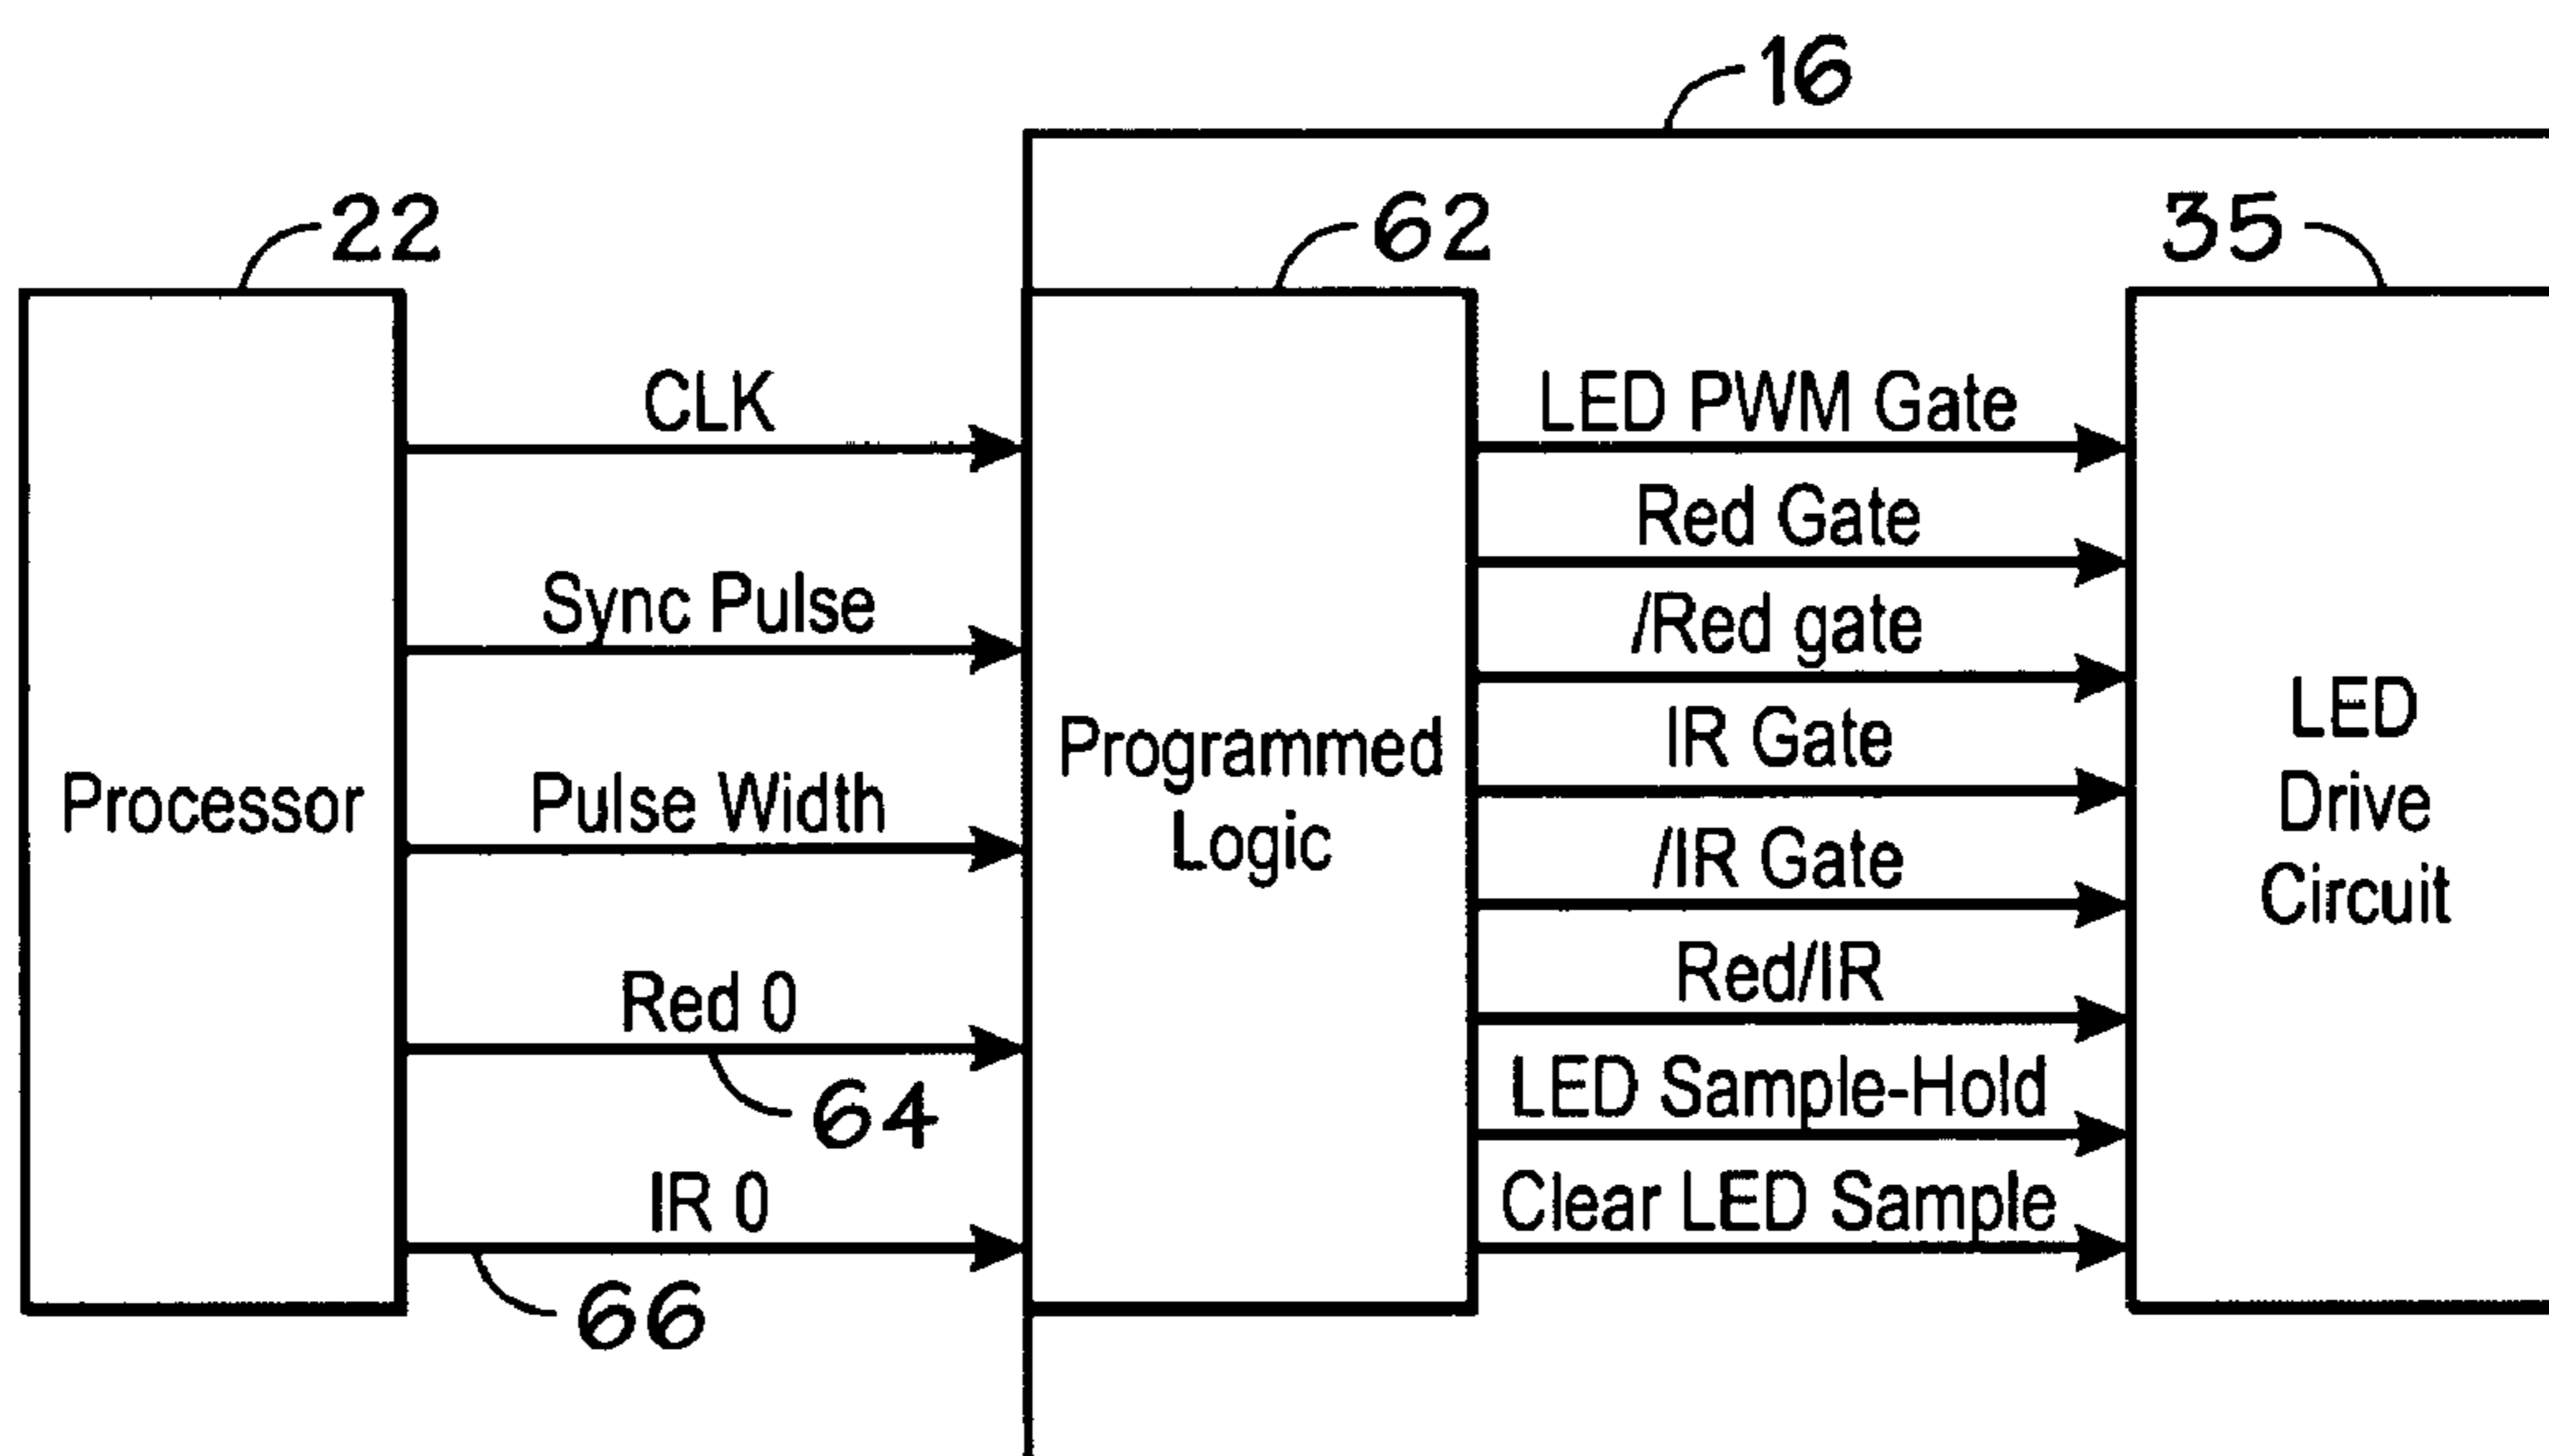 16
22
62
35
CLK
Sync Pulse
Pulse Width
Red 0
64
IR 0
66
Processor
Programmed
Logic
LED PWM Gate
Red Gate
/Red gate
IR Gate
/IR Gate
Red/IR
LED Sample-Hold
Clear LED Sample
LED
Drive
Circuit